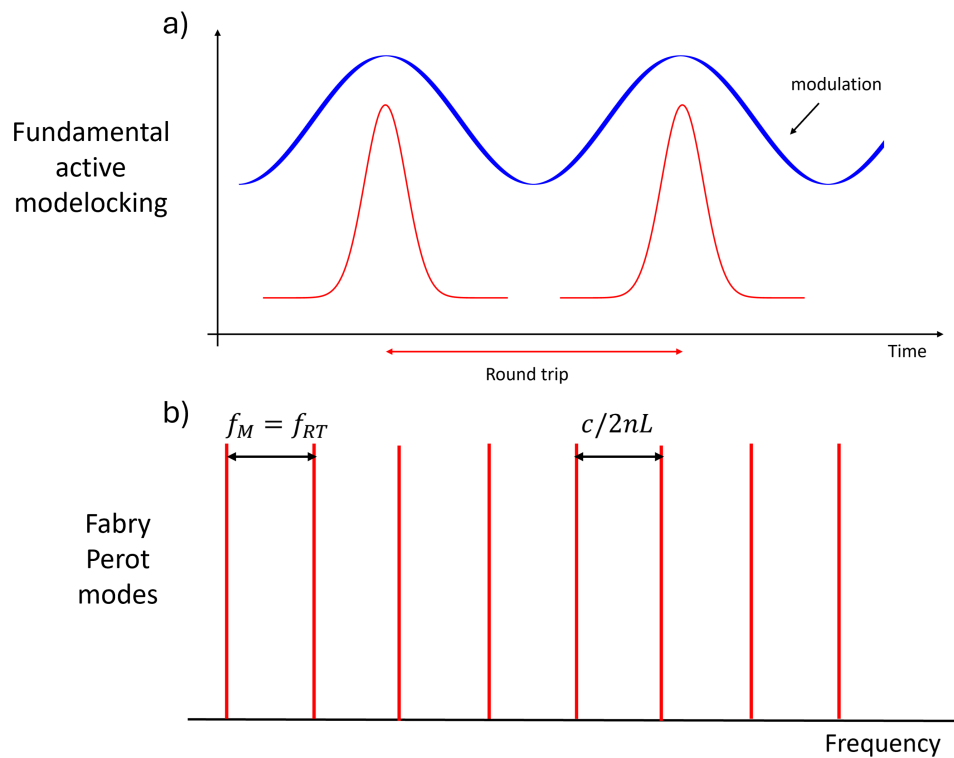 a)
modulation
Fundamental
active
modelocking
Time
Round trip
b)
f_M = f_RT
c/2nL
Fabry
Perot
modes
Frequency